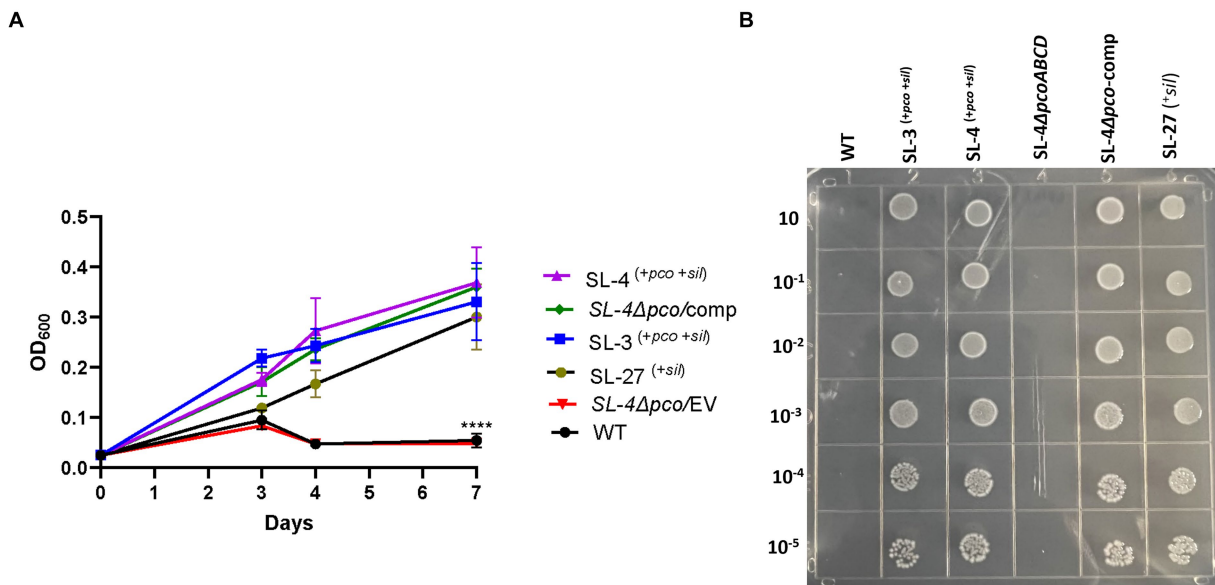 A
0.5
0.4
0.3
0.2
0.1
0.0
OD600
0 1 2 3 4 5 6 7
Days
****
SL-4 (+pco +sil)
SL-4Δpco/comp
SL-3 (+pco +sil)
SL-27 (+sil)
SL-4Δpco/EV
WT
B
WT
SL-3 (+pco +sil)
SL-4 (+pco +sil)
SL-4ΔpcoABCD
SL-4Δpco-comp
SL-27 (+sil)
10
10-1
10-2
10-3
10-4
10-5